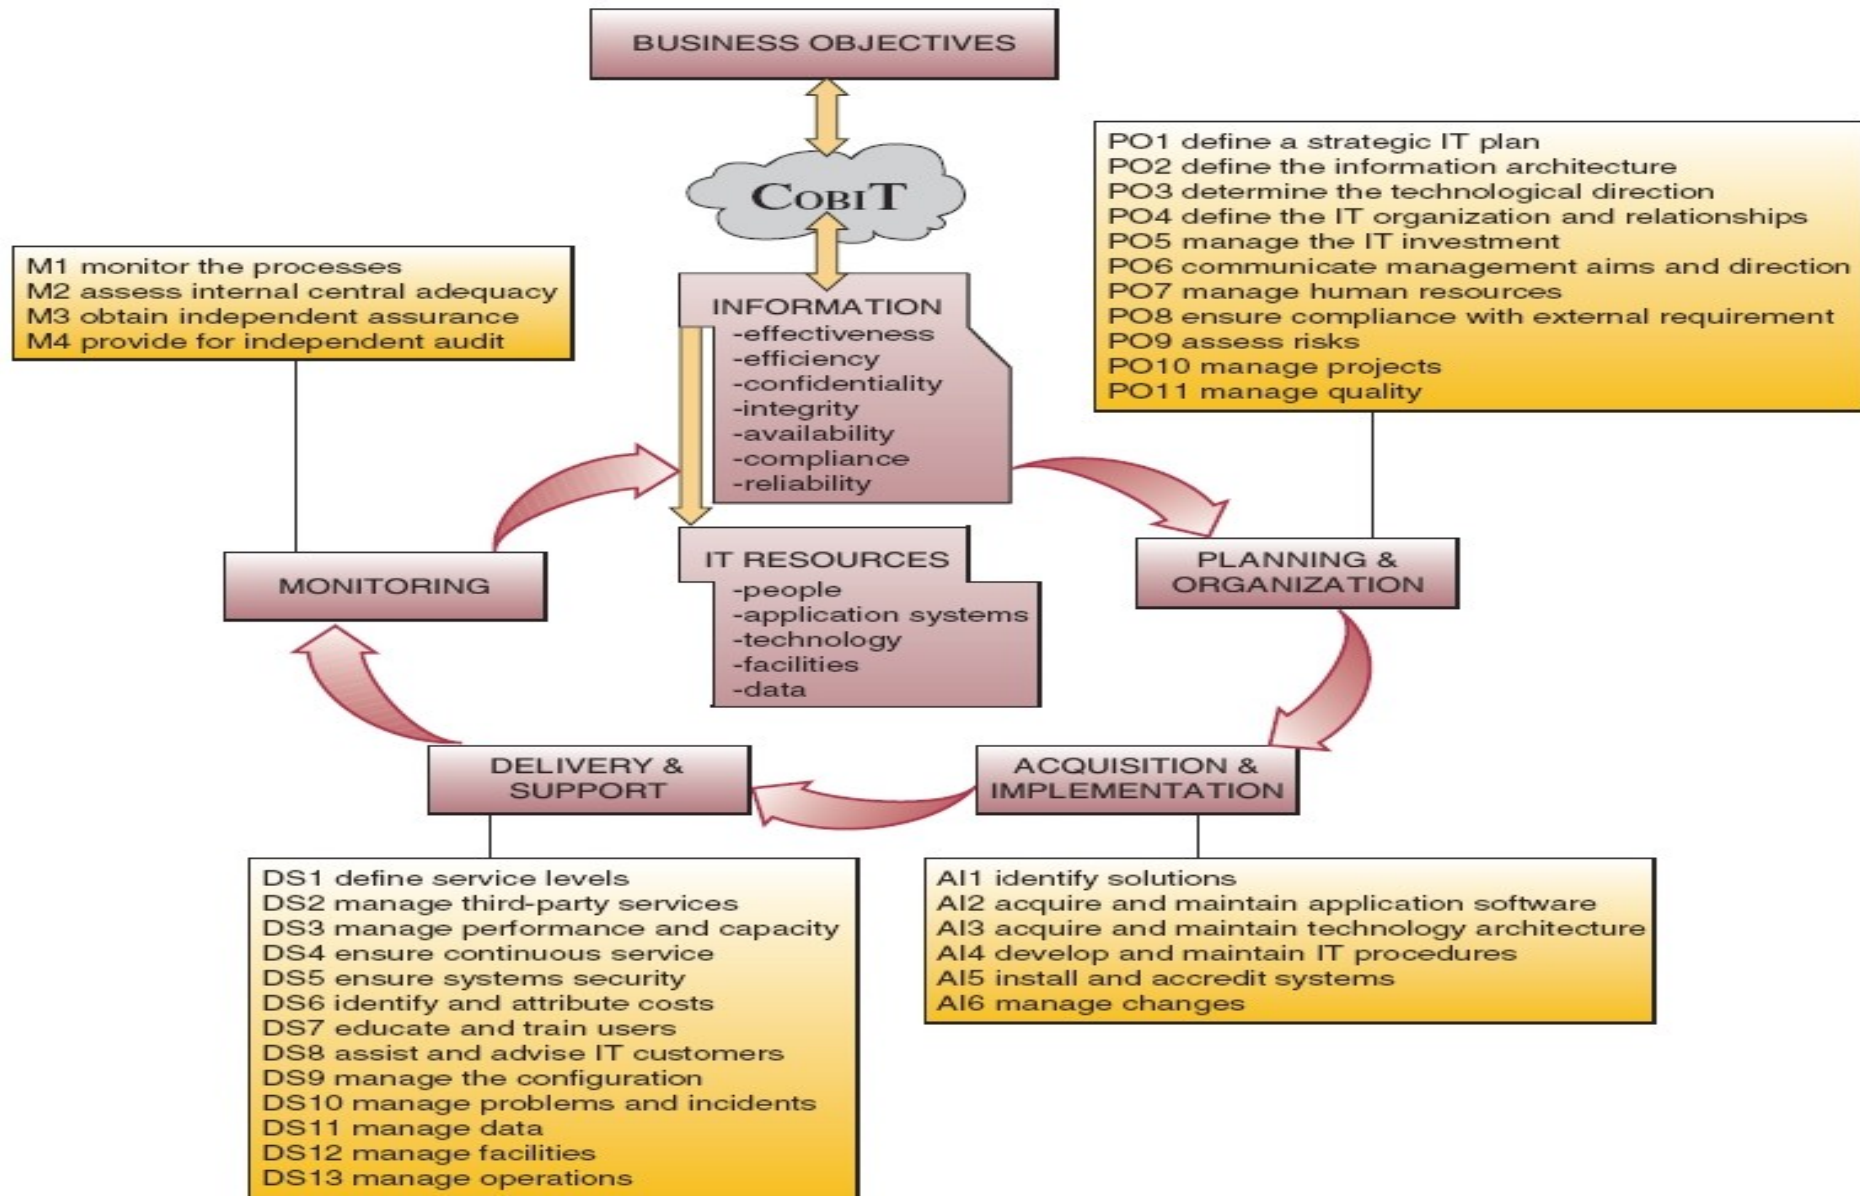 BUSINESS OBJECTIVES
COBIT
PO1 define a strategic IT plan
PO2 define the information architecture
PO3 determine the technological direction
PO4 define the IT organization and relationships
PO5 manage the IT investment
PO6 communicate management aims and direction
PO7 manage human resources
PO8 ensure compliance with external requirement
PO9 assess risks
PO10 manage projects
PO11 manage quality
M1 monitor the processes
M2 assess internal central adequacy
M3 obtain independent assurance
M4 provide for independent audit
INFORMATION
-effectiveness
-efficiency
-confidentiality
-integrity
-availability
-compliance
-reliability
IT RESOURCES
-people
-application systems
-technology
-facilities
-data
MONITORING
PLANNING &
ORGANIZATION
DELIVERY &
SUPPORT
ACQUISITION &
IMPLEMENTATION
DS1 define service levels
DS2 manage third-party services
DS3 manage performance and capacity
DS4 ensure continuous service
DS5 ensure systems security
DS6 identify and attribute costs
DS7 educate and train users
DS8 assist and advise IT customers
DS9 manage the configuration
DS10 manage problems and incidents
DS11 manage data
DS12 manage facilities
DS13 manage operations
AI1 identify solutions
AI2 acquire and maintain application software
AI3 acquire and maintain technology architecture
AI4 develop and maintain IT procedures
AI5 install and accredit systems
AI6 manage changes